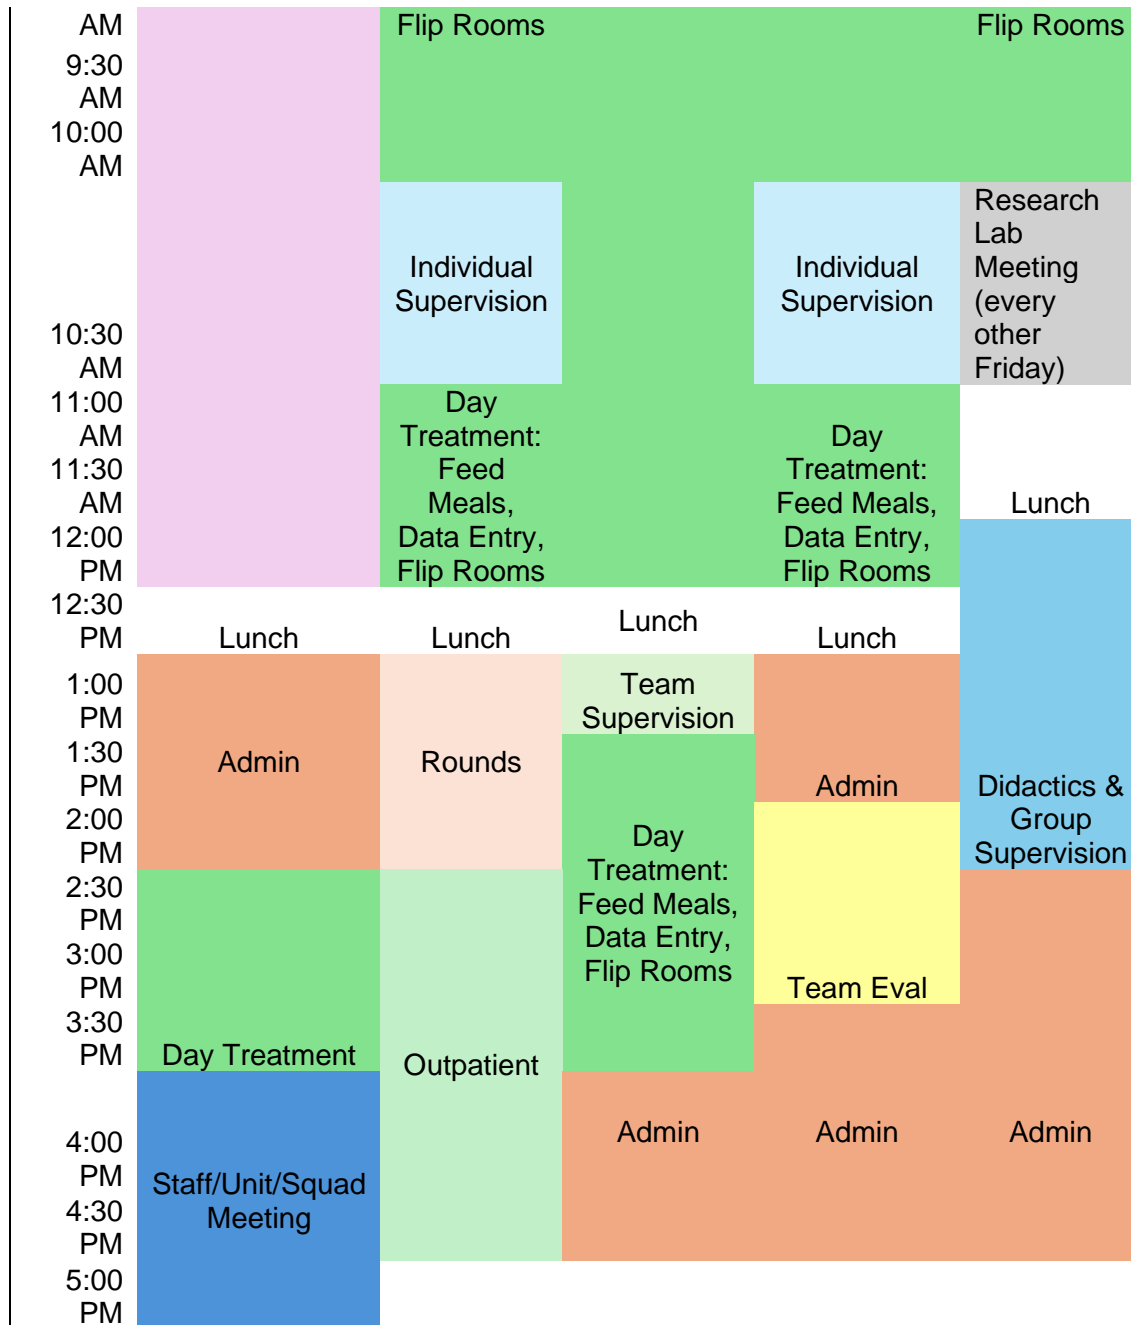 AM
Flip Rooms
Flip Rooms
9:30
AM
10:00
AM
Individual
Supervision
Individual
Supervision
Research
Lab
Meeting
(every
other
Friday)
10:30
AM
11:00
AM
11:30
AM
12:00
PM
Day
Treatment:
Feed
Meals,
Data Entry,
Flip Rooms
Day
Treatment:
Feed Meals,
Data Entry,
Flip Rooms
Lunch
12:30
PM
Lunch
Lunch
Lunch
Lunch
1:00
PM
1:30
PM
2:00
PM
Admin
Rounds
Team
Supervision
Admin
Didactics &
Group
Supervision
2:30
PM
3:00
PM
3:30
PM
Day Treatment
Outpatient
Day
Treatment:
Feed Meals,
Data Entry,
Flip Rooms
Team Eval
4:00
PM
4:30
PM
5:00
PM
Staff/Unit/Squad
Meeting
Admin
Admin
Admin